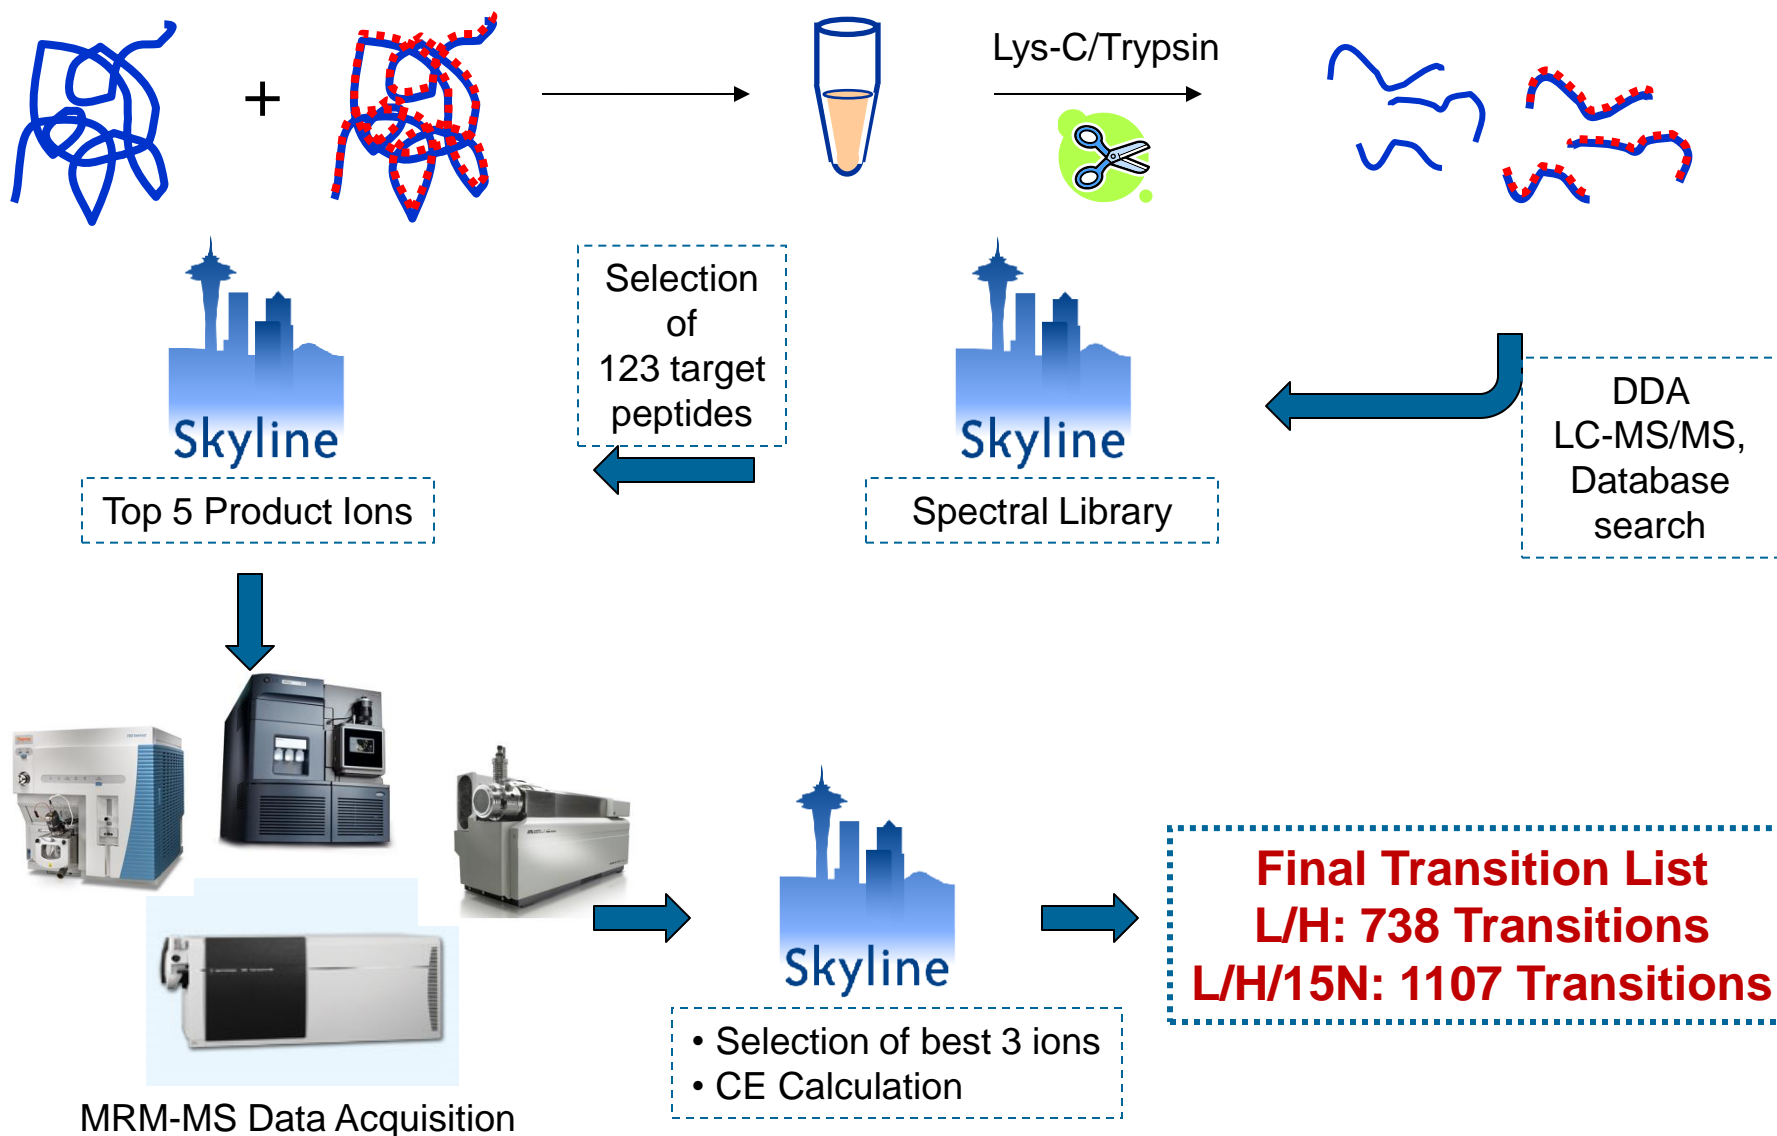 +
Lys-C/Trypsin
Selection
of
123 target
peptides
Skyline
Skyline
DDA
LC-MS/MS,
Database
search
Top 5 Product Ions
Spectral Library
Skyline
• Selection of best 3 ions
• CE Calculation
Final Transition List
L/H: 738 Transitions
L/H/15N: 1107 Transitions
MRM-MS Data Acquisition